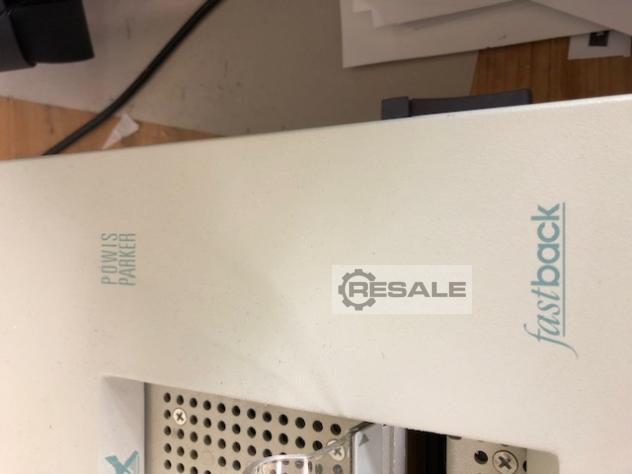 POWIS
PARKER
fastback
RESALE
X